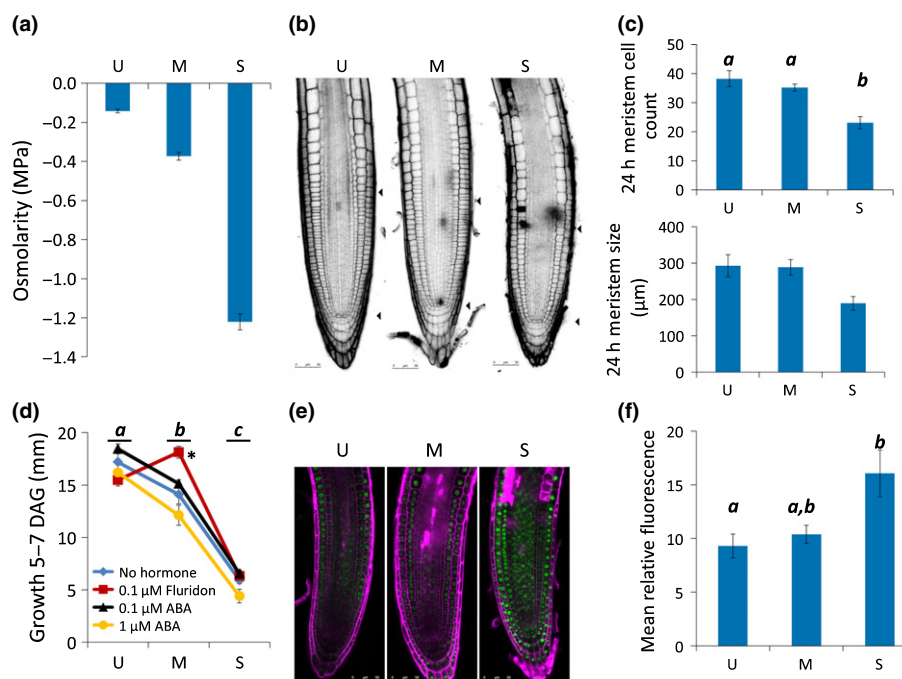 (a)
U M S
0.0
−0.2
−0.4
−0.6
−0.8
−1.0
−1.2
−1.4
Osmolarity (MPa)
(b)
U M S
(c)
50
40
30
20
10
0
24 h meristem cell
count
a a b
U M S
400
300
200
100
0
24 h meristem size
(µm)
U M S
(d)
20
15
10
5
0
Growth 5–7 DAG (mm)
a b c
*
No hormone
0.1 µM Fluridon
0.1 µM ABA
1 µM ABA
U M S
(e)
U M S
(f)
20
15
10
5
0
Mean relative fluorescence
a a,b b
U M S